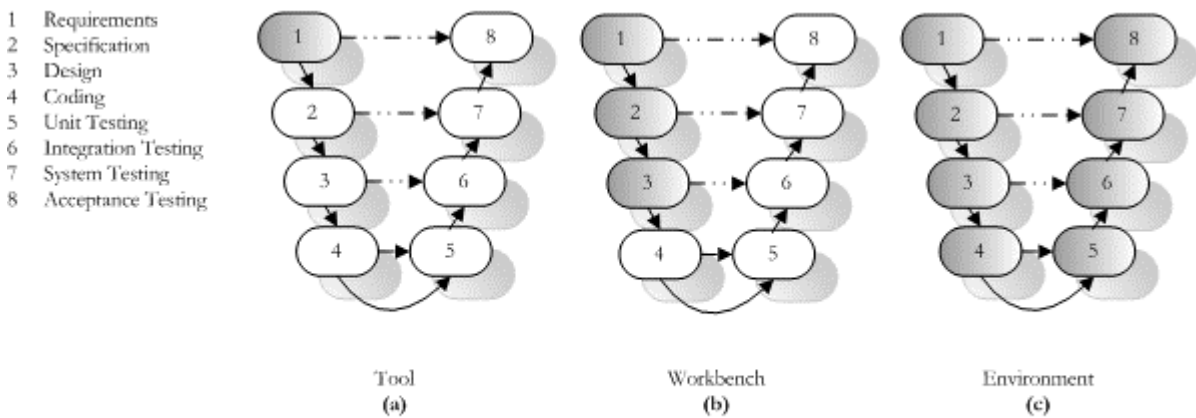 1 Requirements
2 Specification
3 Design
4 Coding
5 Unit Testing
6 Integration Testing
7 System Testing
8 Acceptance Testing
1 8
2 7
3 6
4 5
Tool
(a)
1 8
2 7
3 6
4 5
Workbench
(b)
1 8
2 7
3 6
4 5
Environment
(c)